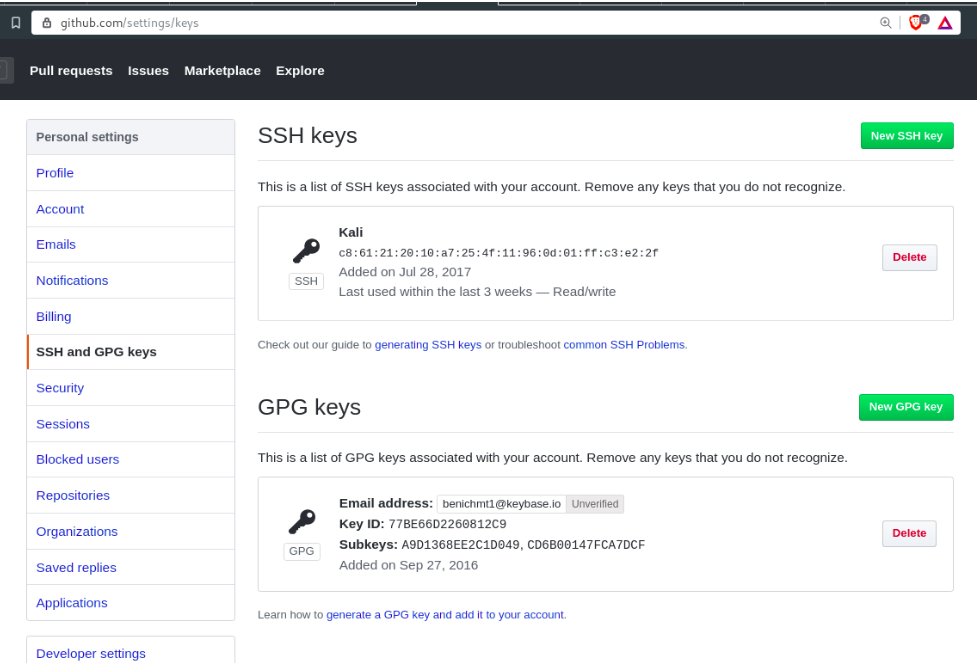 github.com/settings/keys
4
Pull requests Issues Marketplace Explore
Personal settings
Profile
Account
Emails
Notifications
Billing
SSH and GPG keys
Security
Sessions
Blocked users
Repositories
Organizations
Saved replies
Applications
Developer settings
SSH keys
New SSH key
This is a list of SSH keys associated with your account. Remove any keys that you do not recognize.
SSH
Kali
c8:61:21:20:10:a7:25:4f:11:96:0d:01:ff:c3:e2:2f
Added on Jul 28, 2017
Last used within the last 3 weeks — Read/write
Delete
Check out our guide to generating SSH keys or troubleshoot common SSH Problems.
GPG keys
New GPG key
This is a list of GPG keys associated with your account. Remove any keys that you do not recognize.
GPG
Email address: benichmt1@keybase.io Unverified
Key ID: 77BE66D2260812C9
Subkeys: A9D1368EE2C1D049, CD6B00147FCA7DCF
Added on Sep 27, 2016
Delete
Learn how to generate a GPG key and add it to your account.